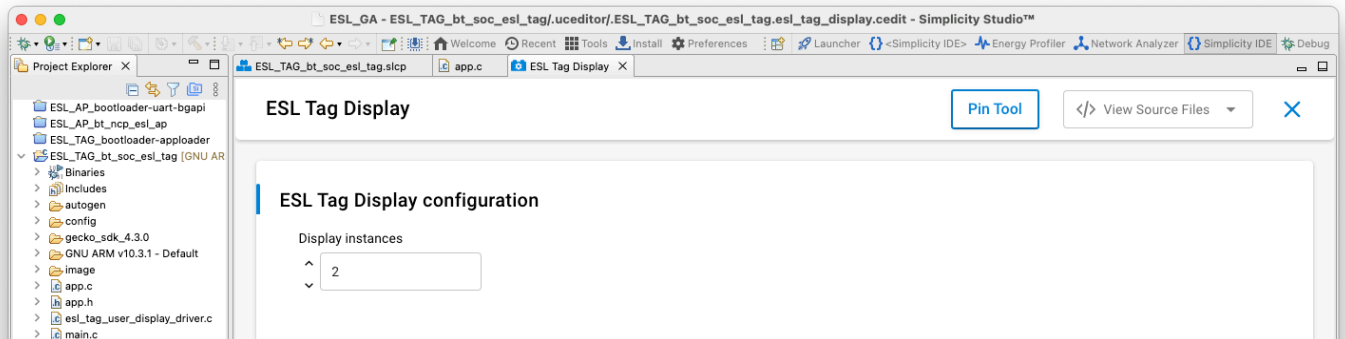 ESL_GA - ESL_TAG_bt_soc_esl_tag/.uceditor/.ESL_TAG_bt_soc_esl_tag.esl_tag_display.cedit - Simplicity Studio™
Welcome Recent Tools Install Preferences Launcher <Simplicity IDE> Energy Profiler Network Analyzer Simplicity IDE Debug
Project Explorer ESL_TAG_bt_soc_esl_tag.slcp app.c ESL Tag Display
ESL_AP_bootloader-uart-bgapi
ESL_AP_bt_ncp_esl_ap
ESL_TAG_bootloader-apploader
ESL_TAG_bt_soc_esl_tag [GNU AR
Binaries
Includes
autogen
config
gecko_sdk_4.3.0
GNU ARM v10.3.1 - Default
image
app.c
app.h
esl_tag_user_display_driver.c
main.c
ESL Tag Display
Pin Tool
</> View Source Files
ESL Tag Display configuration
Display instances
2